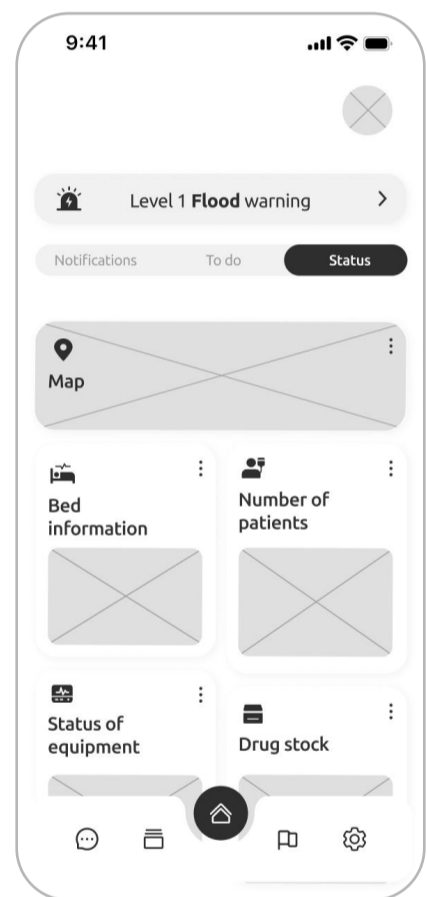 9:41
Level 1 Flood warning
Notifications To do Status
Map
Bed
information
Number of
patients
Status of
equipment
Drug stock